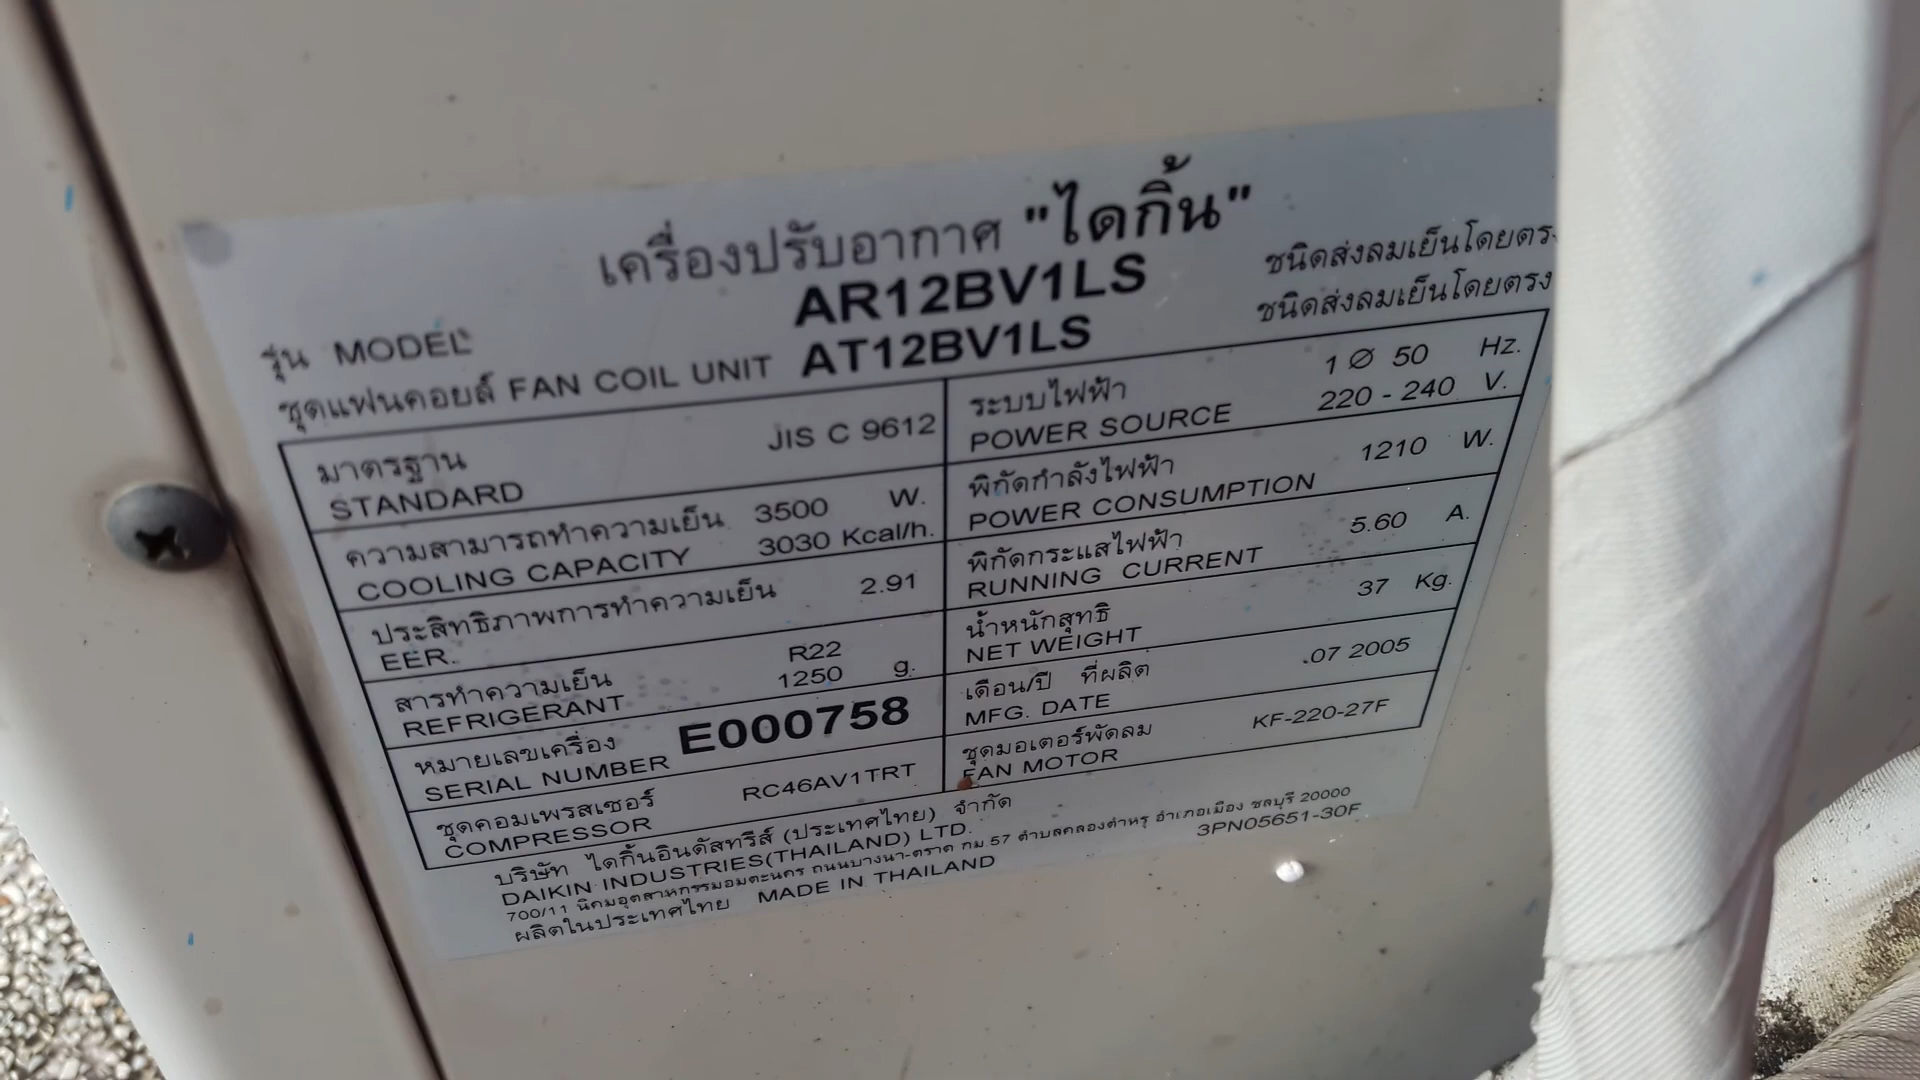 เครื่องปรับอากาศ "ไดกิ้น"
รุ่น MODEL AR12BV1LS ชนิดส่งลมเย็นโดยตรง
ชุดแฟนคอยล์ FAN COIL UNIT AT12BV1LS ชนิดส่งลมเย็นโดยตรง
มาตรฐาน
STANDARD JIS C 9612
ความสามารถทำความเย็น 3500 W.
COOLING CAPACITY 3030 Kcal/h.
ประสิทธิภาพการทำความเย็น 2.91
EER.
สารทำความเย็น R22
REFRIGERANT 1250 g.
หมายเลขเครื่อง
SERIAL NUMBER E000758
ชุดคอมเพรสเซอร์
COMPRESSOR RC46AV1TRT
ระบบไฟฟ้า 1 Ø 50 Hz.
POWER SOURCE 220 - 240 V.
พิกัดกำลังไฟฟ้า 1210 W.
POWER CONSUMPTION
พิกัดกระแสไฟฟ้า 5.60 A.
RUNNING CURRENT
น้ำหนักสุทธิ 37 Kg.
NET WEIGHT
เดือน/ปี ที่ผลิต .07 2005
MFG. DATE
ชุดมอเตอร์พัดลม KF-220-27F
FAN MOTOR
บริษัท ไดกิ้นอินดัสทรีส์ (ประเทศไทย) จำกัด
DAIKIN INDUSTRIES(THAILAND) LTD.
700/11 นิคมอุตสาหกรรมอมตะนคร ถนนบางนา-ตราด กม.57 ตำบลคลองตำหรุ อำเภอเมือง ชลบุรี 20000
ผลิตในประเทศไทย MADE IN THAILAND 3PN05651-30F